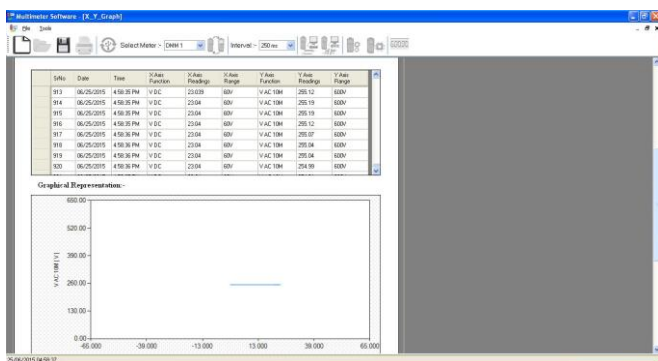 Multimeter Software - [X_Y_Graph]
File Tools
Select Meter :- DMM 1 Interval :- 250 ms
SrNo Date Time X Axis Function X Axis Readings X Axis Range Y Axis Function Y Axis Readings Y Axis Range
913 06/25/2015 4:58:35 PM V DC 23.039 60V V AC 10M 255.12 600V
914 06/25/2015 4:58:35 PM V DC 23.04 60V V AC 10M 255.19 600V
915 06/25/2015 4:58:35 PM V DC 23.04 60V V AC 10M 255.19 600V
916 06/25/2015 4:58:35 PM V DC 23.04 60V V AC 10M 255.12 600V
917 06/25/2015 4:58:36 PM V DC 23.04 60V V AC 10M 255.07 600V
918 06/25/2015 4:58:36 PM V DC 23.04 60V V AC 10M 255.04 600V
919 06/25/2015 4:58:36 PM V DC 23.04 60V V AC 10M 255.04 600V
920 06/25/2015 4:58:36 PM V DC 23.04 60V V AC 10M 254.99 600V
Graphical Representation:-
650.00
520.00
390.00
260.00
130.00
0.00
V AC 10M [V]
-65.000 -39.000 -13.000 13.000 39.000 65.000